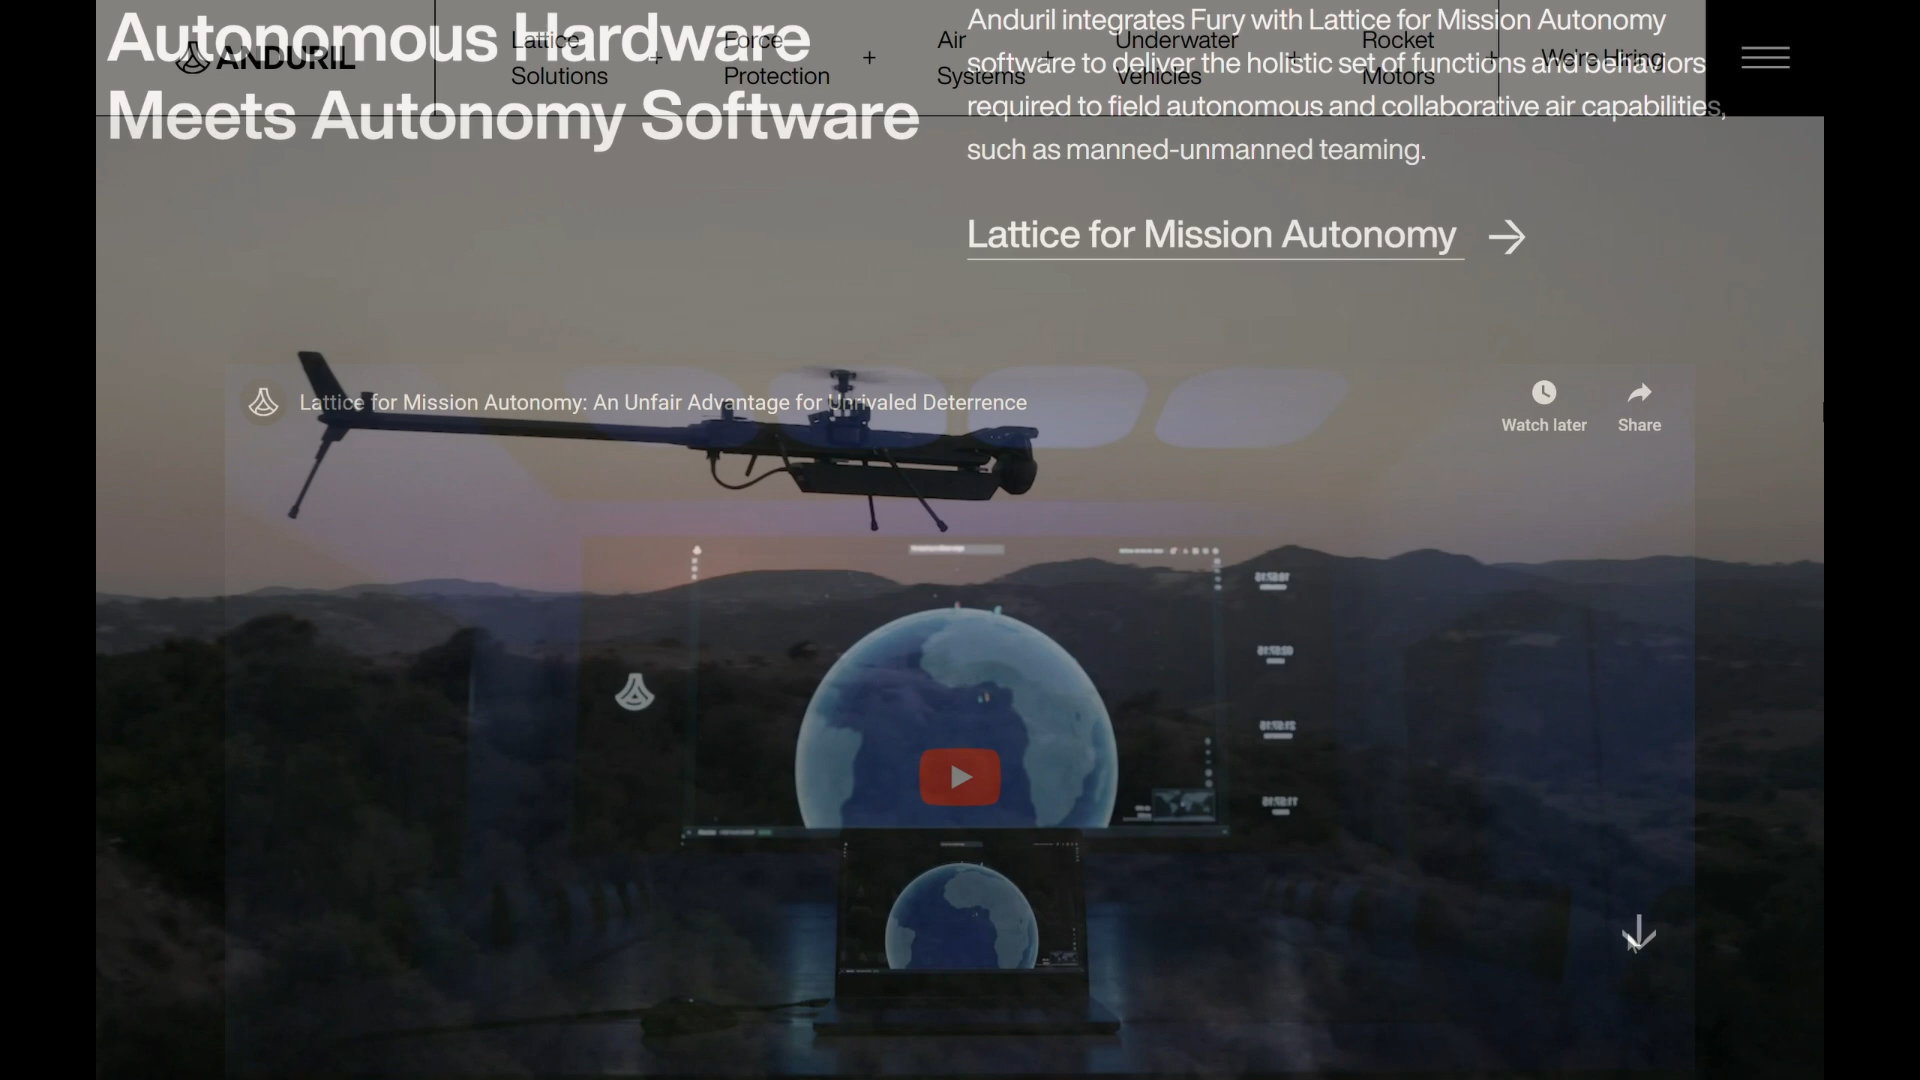 Autonomous Hardware
Meets Autonomy Software
ANDURIL
Lattice
Solutions
+
Force
Protection
+
Air
Systems
+
Underwater
Vehicles
+
Rocket
Motors
+
We're Hiring
Anduril integrates Fury with Lattice for Mission Autonomy
software to deliver the holistic set of functions and behaviors
required to field autonomous and collaborative air capabilities,
such as manned-unmanned teaming.
Lattice for Mission Autonomy
Lattice for Mission Autonomy: An Unfair Advantage for Unrivaled Deterrence
Watch later
Share